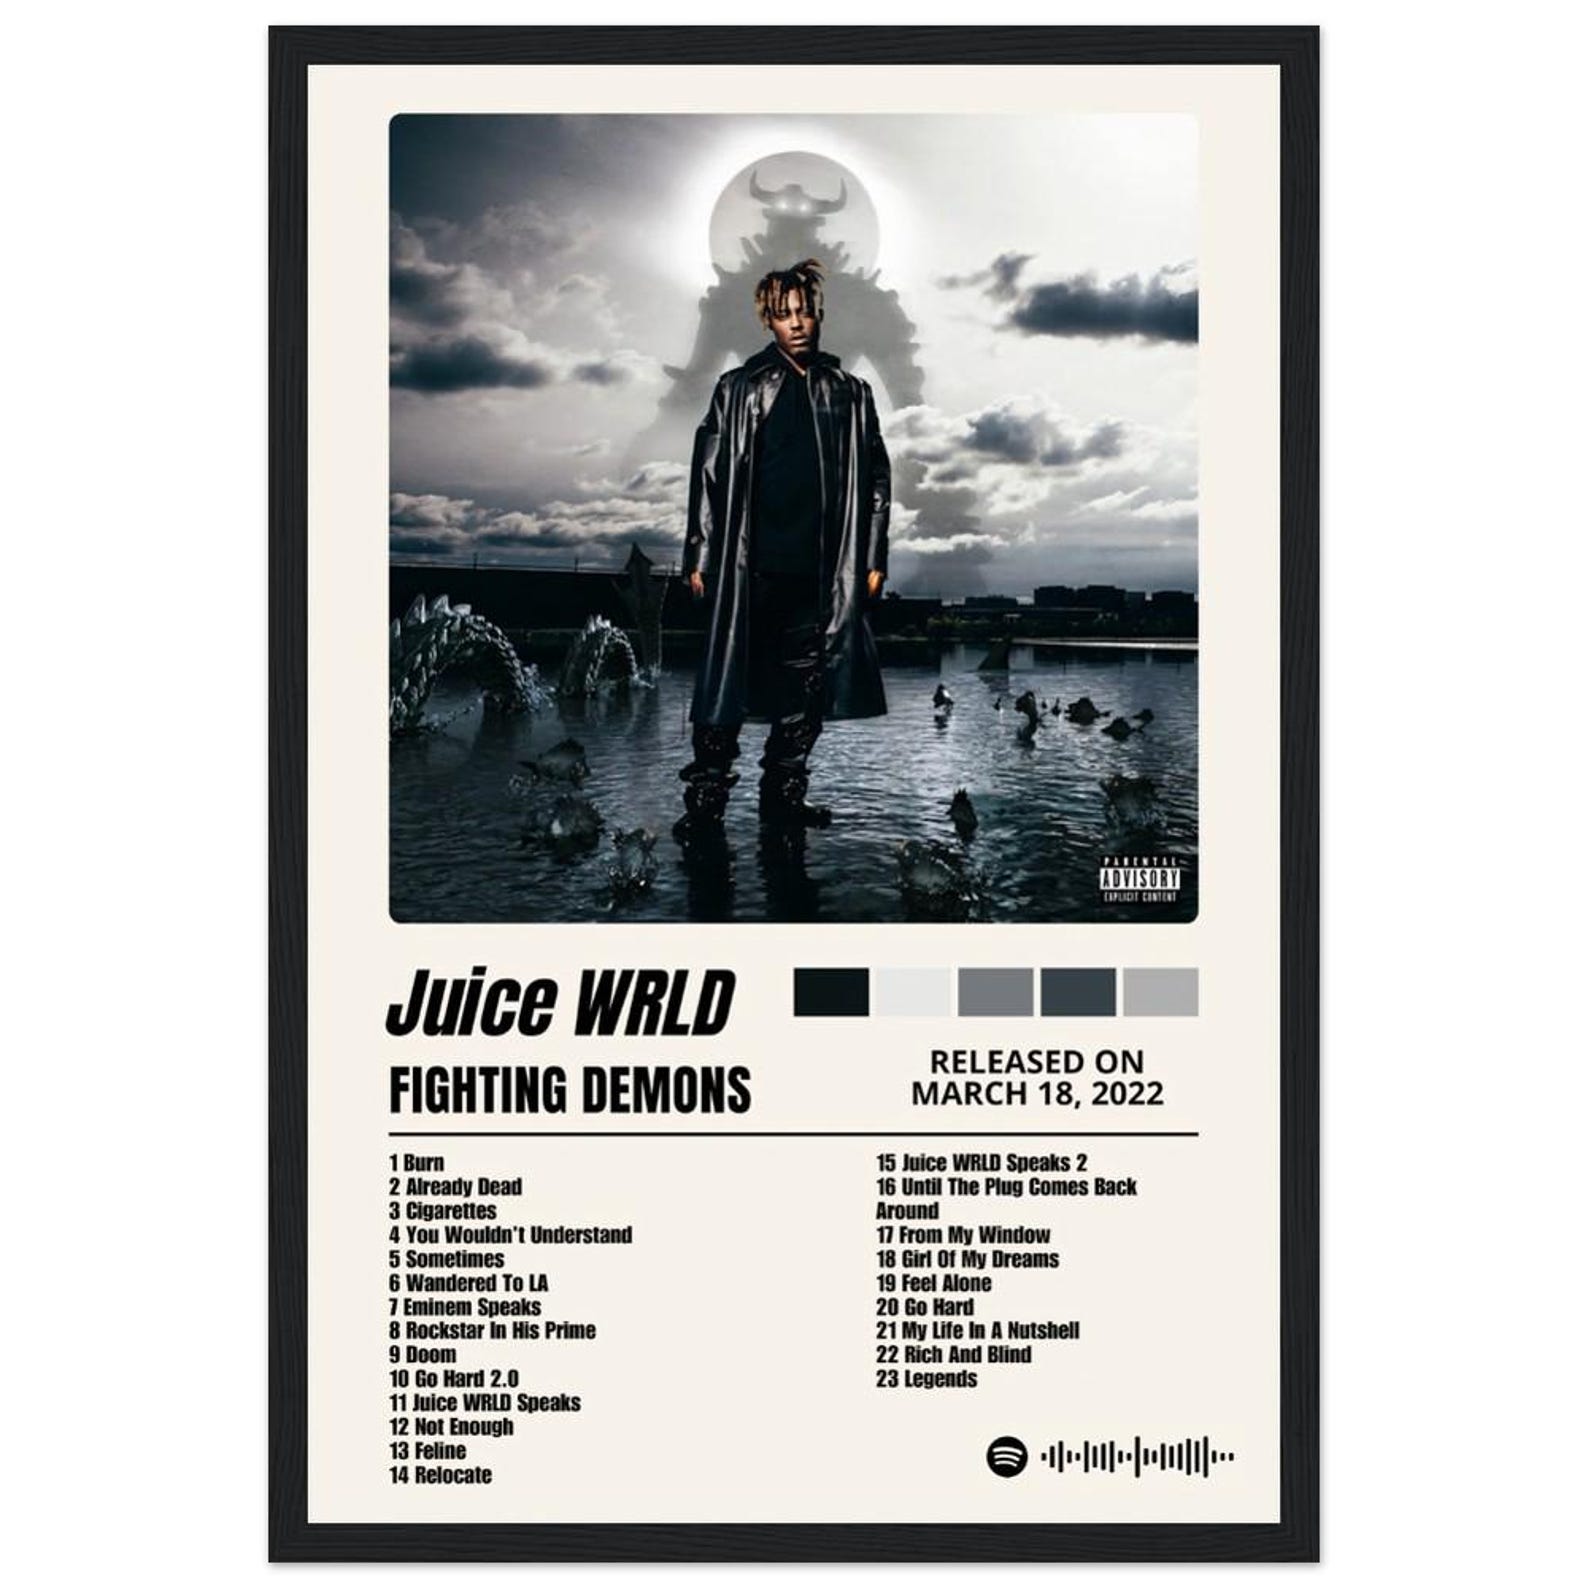 PARENTAL
ADVISORY
EXPLICIT CONTENT
Juice WRLD
FIGHTING DEMONS
RELEASED ON
MARCH 18, 2022
1 Burn
2 Already Dead
3 Cigarettes
4 You Wouldn't Understand
5 Sometimes
6 Wandered To LA
7 Eminem Speaks
8 Rockstar In His Prime
9 Doom
10 Go Hard 2.0
11 Juice WRLD Speaks
12 Not Enough
13 Feline
14 Relocate
15 Juice WRLD Speaks 2
16 Until The Plug Comes Back
Around
17 From My Window
18 Girl Of My Dreams
19 Feel Alone
20 Go Hard
21 My Life In A Nutshell
22 Rich And Blind
23 Legends